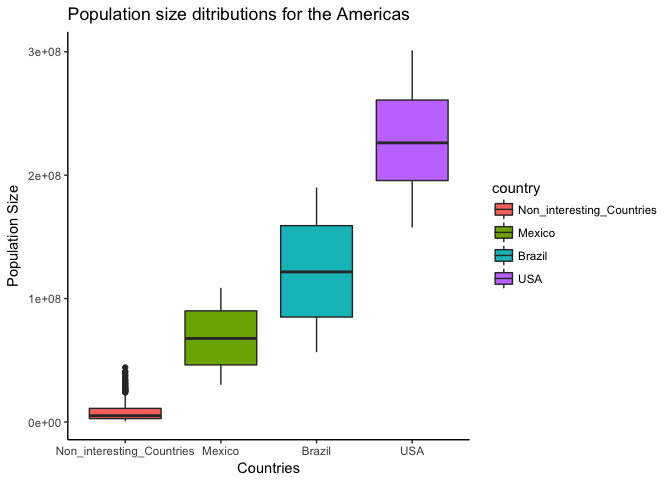 Population size ditributions for the Americas
3e+08
2e+08
1e+08
0e+00
Population Size
Non_interesting_Countries Mexico Brazil USA
Countries
country
Non_interesting_Countries
Mexico
Brazil
USA